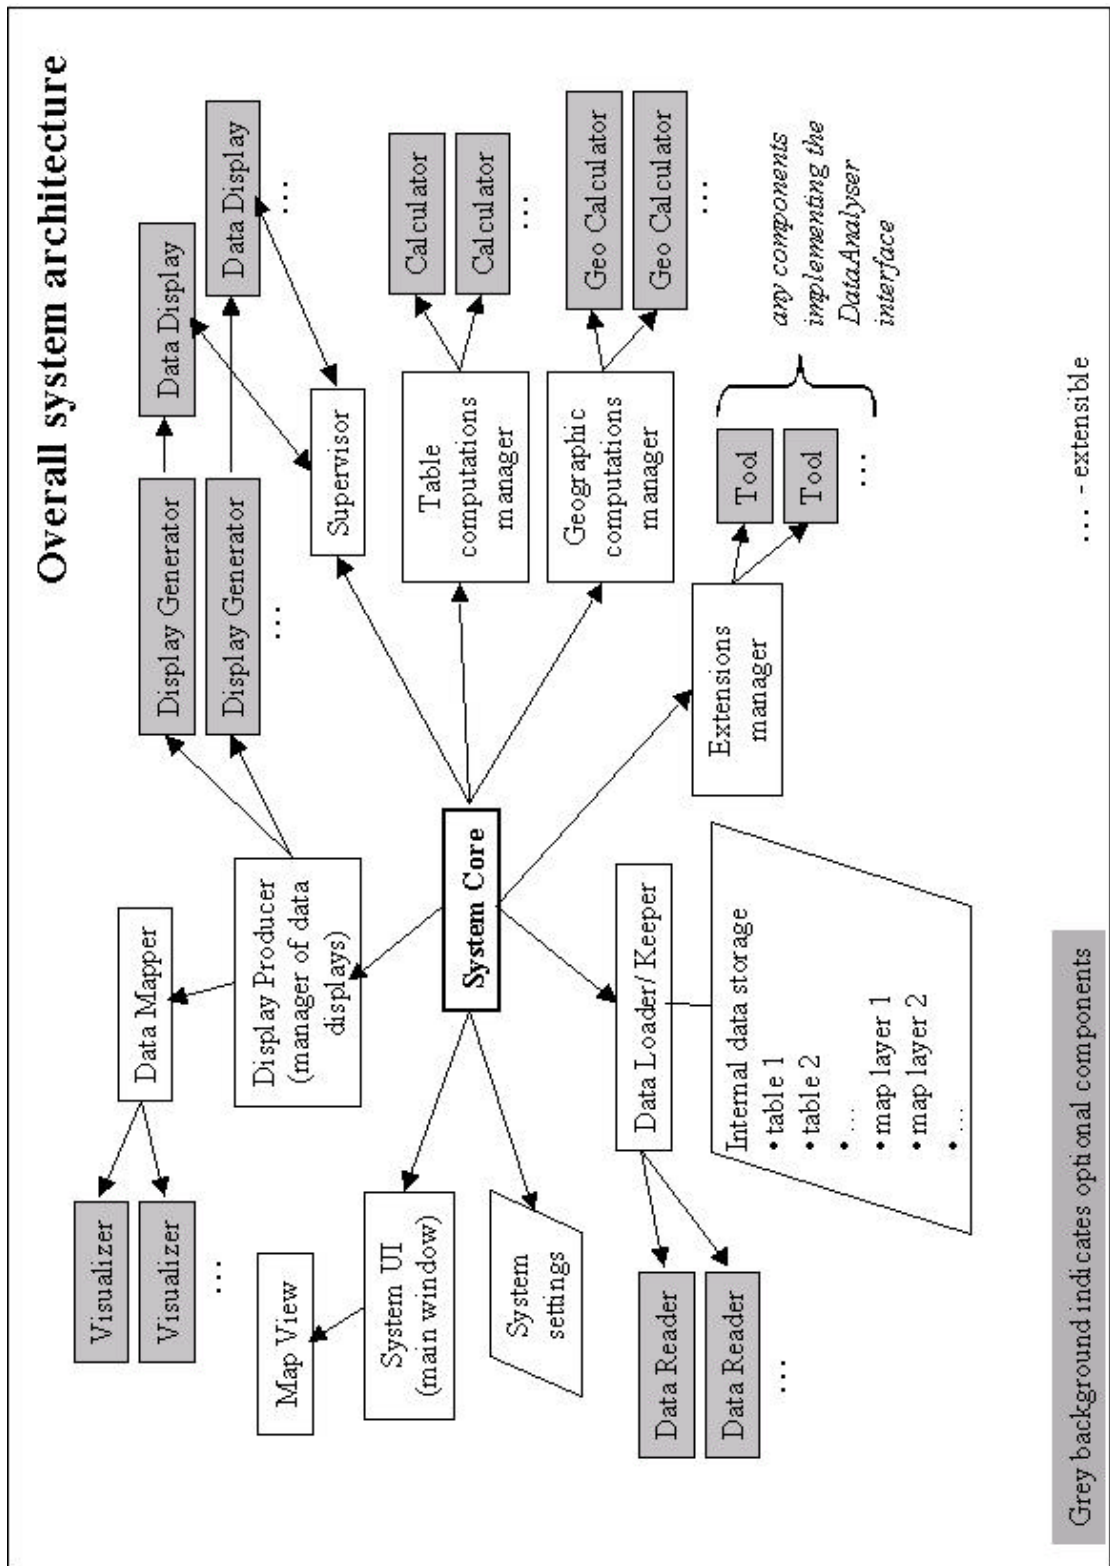 Overall system architecture
Visualizer
Visualizer
...
Data Mapper
Display Generator
Display Generator
...
Data Display
Data Display
...
Map View
Display Producer
(manager of data
displays)
Supervisor
System UI
(main window)
System Core
Table
computations
manager
Calculator
Calculator
...
System
settings
Geographic
computations
manager
Geo Calculator
Geo Calculator
...
Data Reader
Data Reader
...
Data Loader/ Keeper
Internal data storage
• table 1
• table 2
• ...
• map layer 1
• map layer 2
• ...
Extensions
manager
Tool
Tool
...
any components
implementing the
DataAnalyser
interface
Grey background indicates optional components
... - extensible